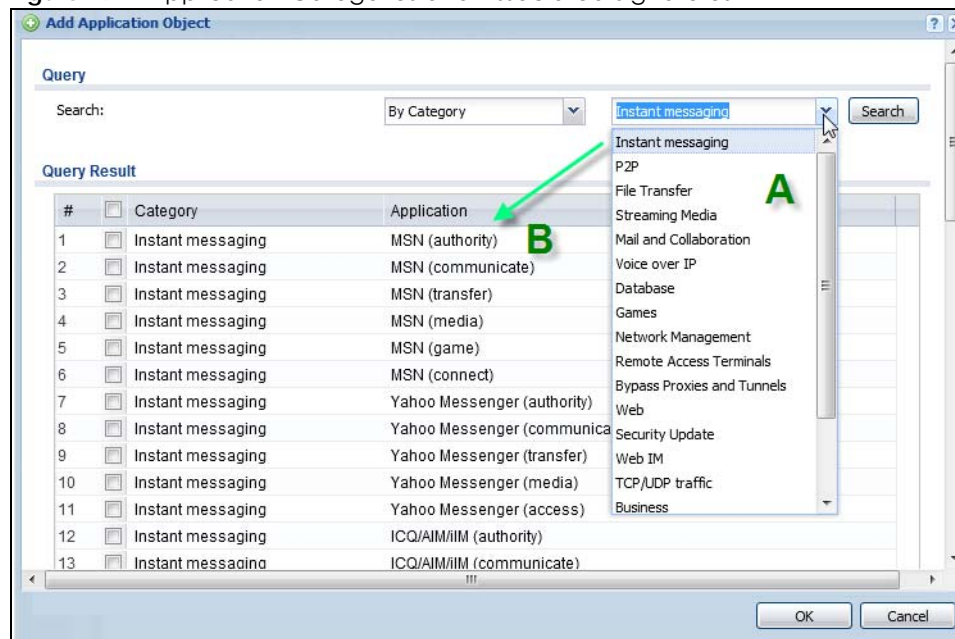 Add Application Object
?
Query
Search:
By Category
Instant messaging
Search
Instant messaging
P2P
File Transfer
Streaming Media
Mail and Collaboration
Voice over IP
Database
Games
Network Management
Remote Access Terminals
Bypass Proxies and Tunnels
Web
Security Update
Web IM
TCP/UDP traffic
Business
A
B
Query Result
# Category Application
1 Instant messaging MSN (authority)
2 Instant messaging MSN (communicate)
3 Instant messaging MSN (transfer)
4 Instant messaging MSN (media)
5 Instant messaging MSN (game)
6 Instant messaging MSN (connect)
7 Instant messaging Yahoo Messenger (authority)
8 Instant messaging Yahoo Messenger (communica
9 Instant messaging Yahoo Messenger (transfer)
10 Instant messaging Yahoo Messenger (media)
11 Instant messaging Yahoo Messenger (access)
12 Instant messaging ICQ/AIM/iIM (authority)
13 Instant messaging ICQ/AIM/iIM (communicate)
OK Cancel